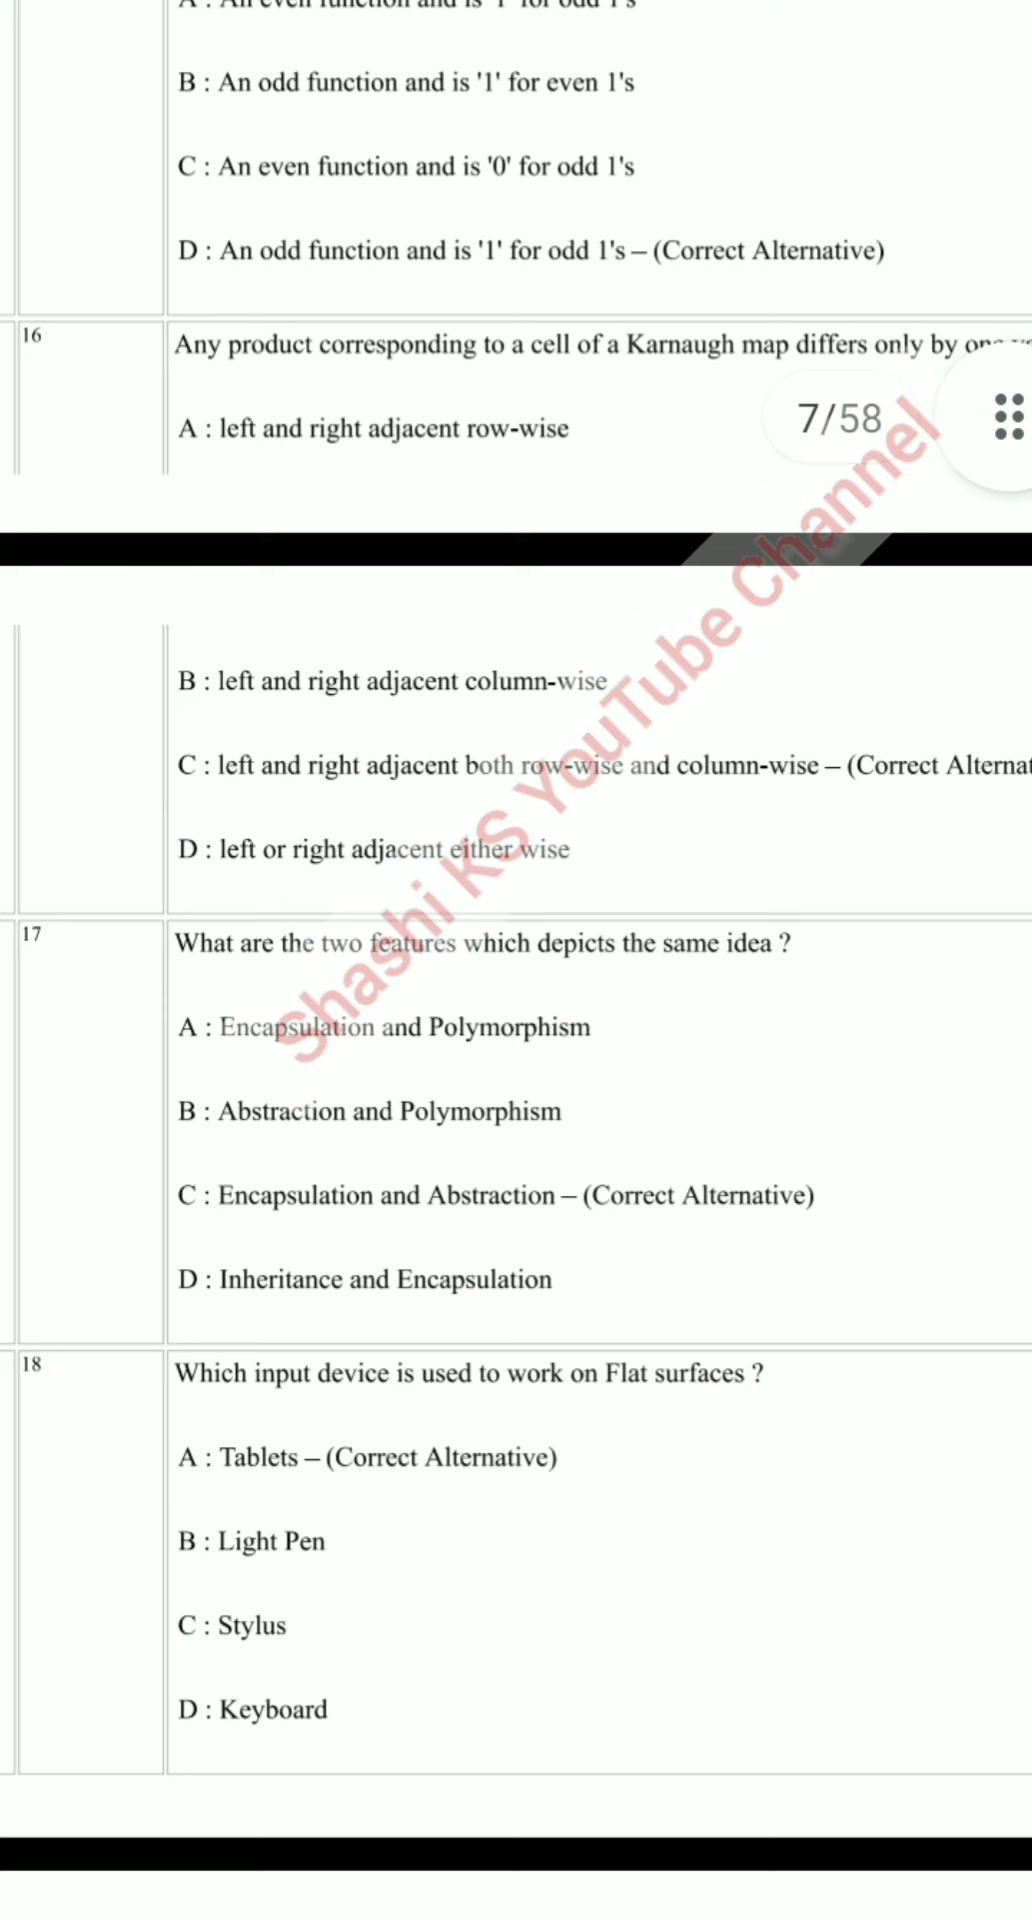 B : An odd function and is '1' for even 1's
C : An even function and is '0' for odd 1's
D : An odd function and is '1' for odd 1's – (Correct Alternative)
16
Any product corresponding to a cell of a Karnaugh map differs only by
7/58
A : left and right adjacent row-wise
B : left and right adjacent column-wise
C : left and right adjacent both row-wise and column-wise – (Correct
D : left or right adjacent either wise
17
What are the two features which depicts the same idea ?
A : Encapsulation and Polymorphism
B : Abstraction and Polymorphism
C : Encapsulation and Abstraction – (Correct Alternative)
D : Inheritance and Encapsulation
18
Which input device is used to work on Flat surfaces ?
A : Tablets – (Correct Alternative)
B : Light Pen
C : Stylus
D : Keyboard
Shashi KS YouTube Channel